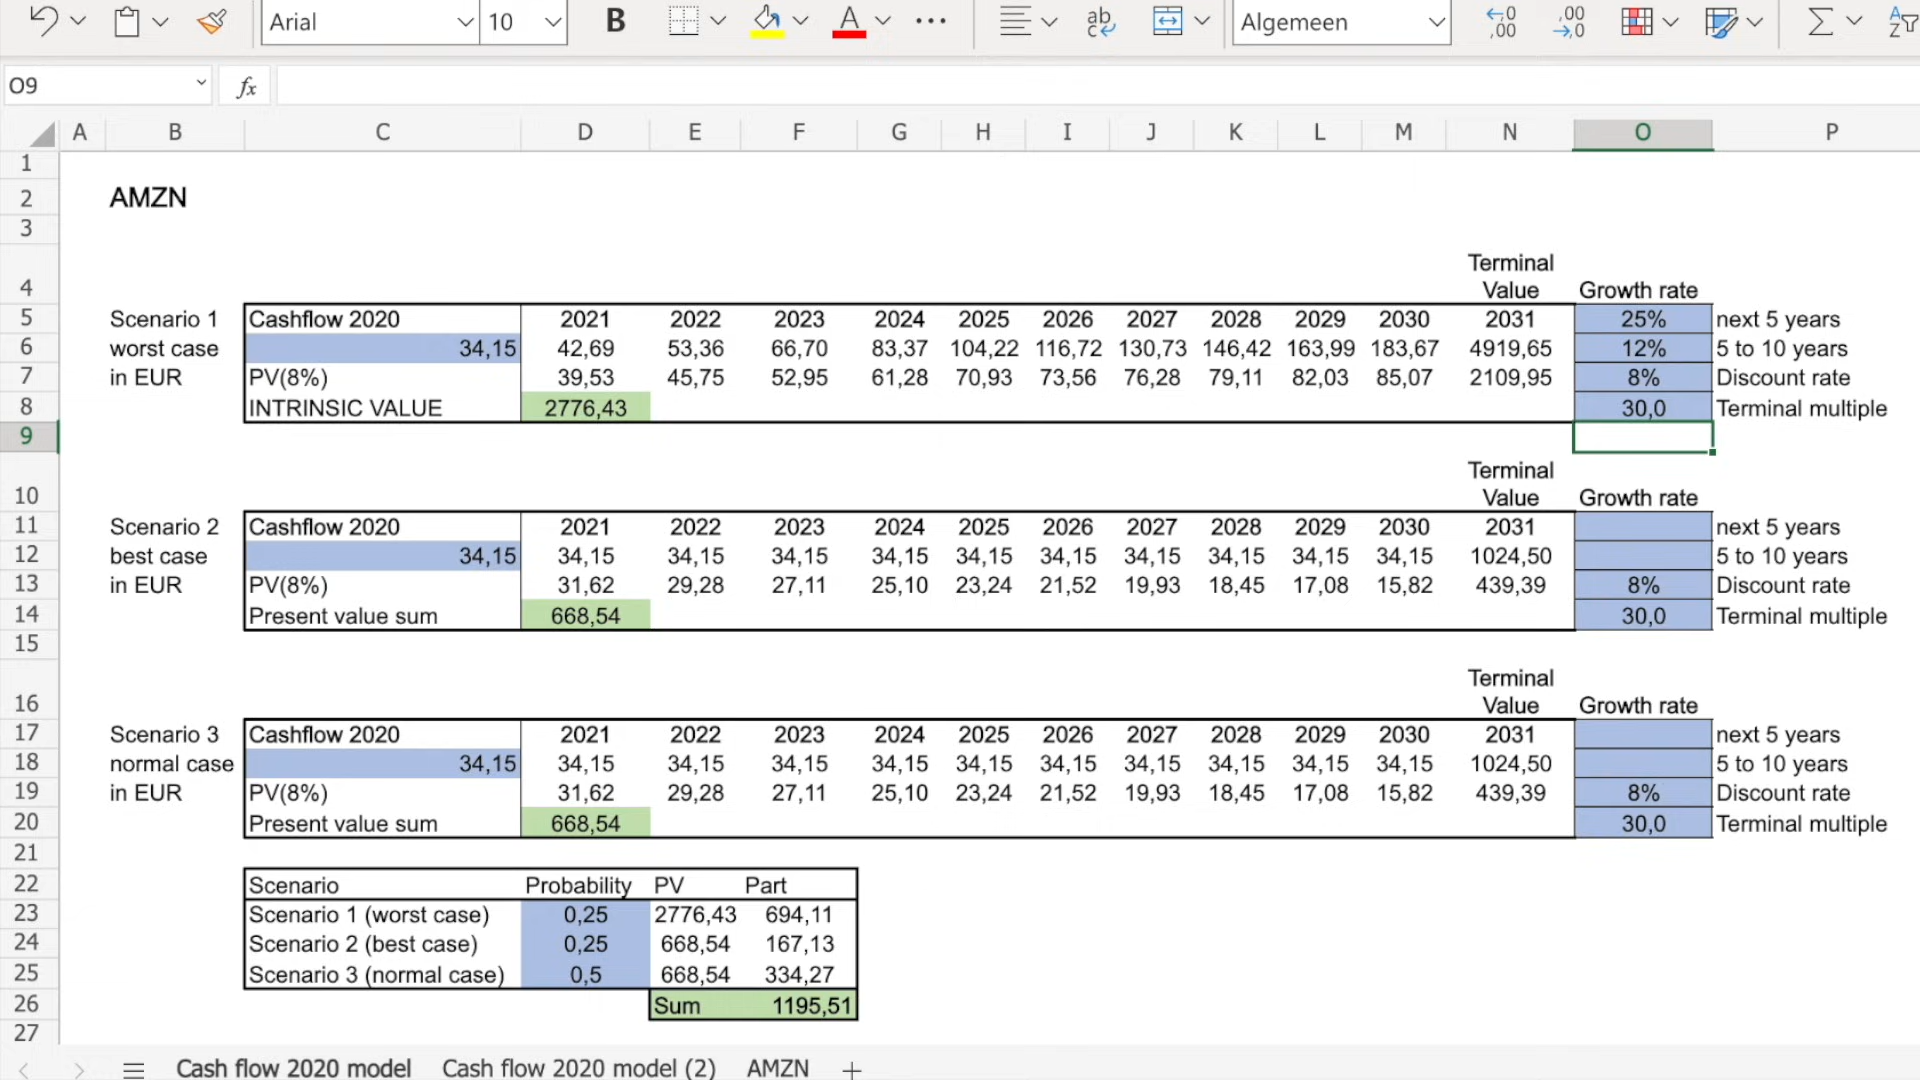 Arial 10 B A ab c Algemeen ←0 ,00 ,00 →0 A Z
O9 fx
A B C D E F G H I J K L M N O P
1
2 AMZN
3
Terminal
4 Value Growth rate
5 Scenario 1 Cashflow 2020 2021 2022 2023 2024 2025 2026 2027 2028 2029 2030 2031 25% next 5 years
6 worst case 34,15 42,69 53,36 66,70 83,37 104,22 116,72 130,73 146,42 163,99 183,67 4919,65 12% 5 to 10 years
7 in EUR PV(8%) 39,53 45,75 52,95 61,28 70,93 73,56 76,28 79,11 82,03 85,07 2109,95 8% Discount rate
8 INTRINSIC VALUE 2776,43 30,0 Terminal multiple
9
Terminal
10 Value Growth rate
11 Scenario 2 Cashflow 2020 2021 2022 2023 2024 2025 2026 2027 2028 2029 2030 2031 next 5 years
12 best case 34,15 34,15 34,15 34,15 34,15 34,15 34,15 34,15 34,15 34,15 34,15 1024,50 5 to 10 years
13 in EUR PV(8%) 31,62 29,28 27,11 25,10 23,24 21,52 19,93 18,45 17,08 15,82 439,39 8% Discount rate
14 Present value sum 668,54 30,0 Terminal multiple
15
Terminal
16 Value Growth rate
17 Scenario 3 Cashflow 2020 2021 2022 2023 2024 2025 2026 2027 2028 2029 2030 2031 next 5 years
18 normal case 34,15 34,15 34,15 34,15 34,15 34,15 34,15 34,15 34,15 34,15 34,15 1024,50 5 to 10 years
19 in EUR PV(8%) 31,62 29,28 27,11 25,10 23,24 21,52 19,93 18,45 17,08 15,82 439,39 8% Discount rate
20 Present value sum 668,54 30,0 Terminal multiple
21
22 Scenario Probability PV Part
23 Scenario 1 (worst case) 0,25 2776,43 694,11
24 Scenario 2 (best case) 0,25 668,54 167,13
25 Scenario 3 (normal case) 0,5 668,54 334,27
26 Sum 1195,51
27
Cash flow 2020 model Cash flow 2020 model (2) AMZN +